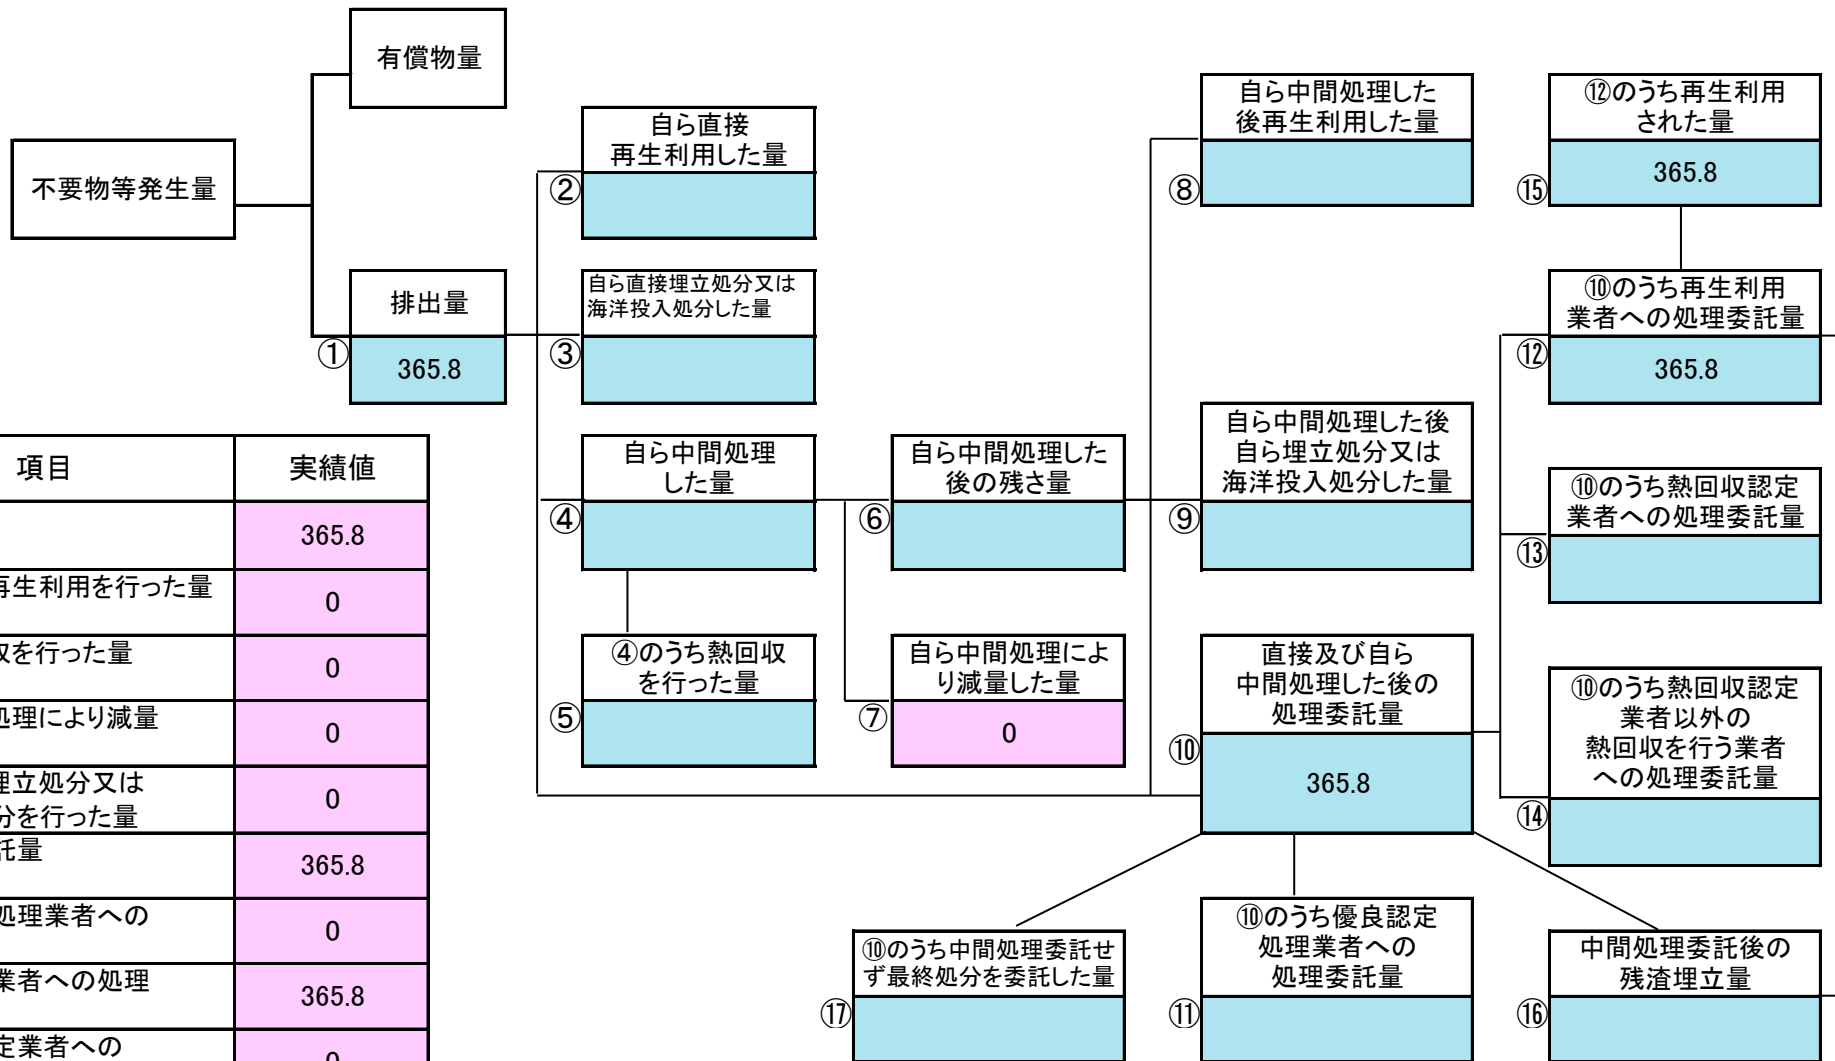 有償物量
不要物等発生量
排出量
①
365.8
自ら直接
再生利用した量
②
自ら直接埋立処分又は
海洋投入処分した量
③
自ら中間処理
した量
④
④のうち熱回収
を行った量
⑤
自ら中間処理した
後の残さ量
⑥
自ら中間処理によ
り減量した量
⑦
0
自ら中間処理した
後再生利用した量
⑧
自ら中間処理した後
自ら埋立処分又は
海洋投入処分した量
⑨
直接及び自ら
中間処理した後の
処理委託量
⑩
365.8
⑫のうち再生利用
された量
⑮
365.8
⑩のうち再生利用
業者への処理委託量
⑫
365.8
⑩のうち熱回収認定
業者への処理委託量
⑬
⑩のうち熱回収認定
業者以外の
熱回収を行う業者
への処理委託量
⑭
⑩のうち中間処理委託せ
ず最終処分を委託した量
⑰
⑩のうち優良認定
処理業者への
処理委託量
⑪
中間処理委託後の
残渣埋立量
⑯
項目 実績値
365.8
再生利用を行った量 0
収を行った量 0
処理により減量 0
埋立処分又は
分を行った量 0
託量 365.8
処理業者への 0
業者への処理 365.8
定業者への 0